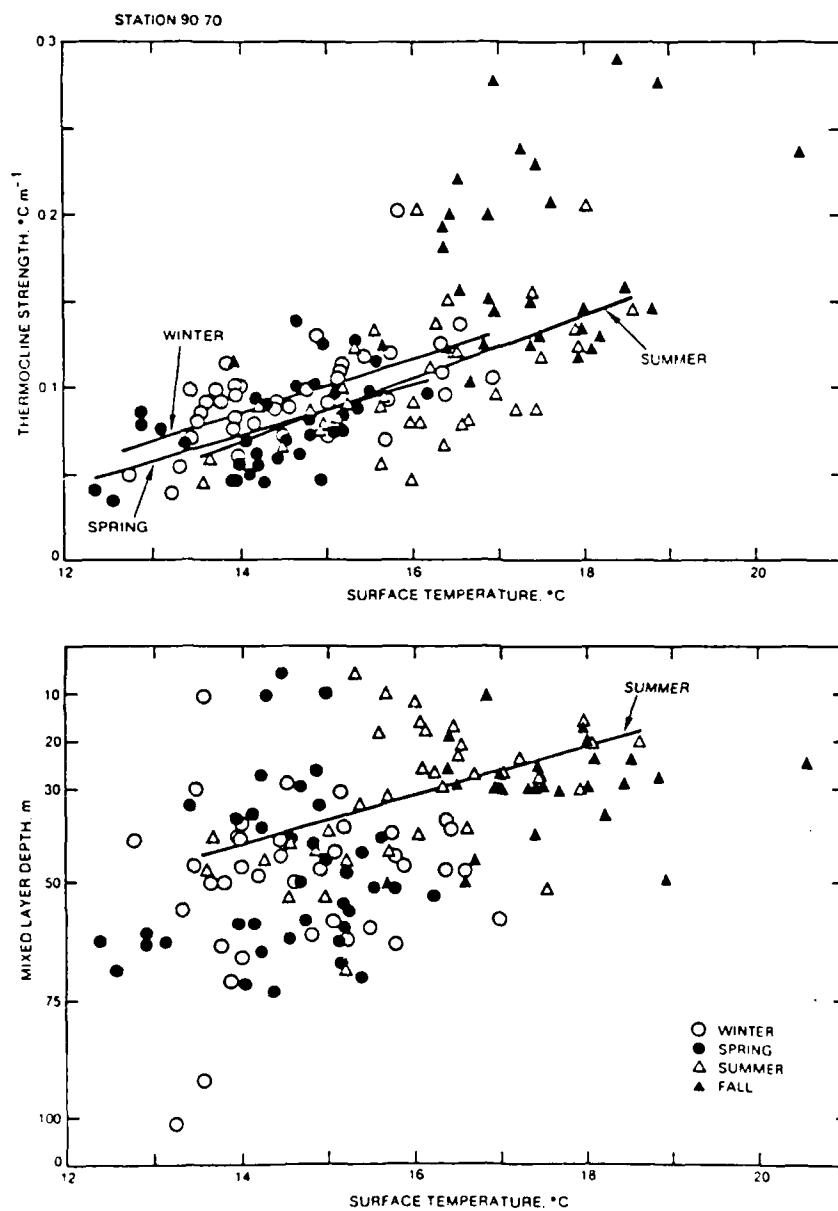 STATION 90 70
0 3
0.2
0.1
0
THERMOCLINE STRENGTH, °C m⁻¹
WINTER
SUMMER
SPRING
12
14
16
18
20
SURFACE TEMPERATURE, °C
10
20
30
50
75
100
0
MIXED LAYER DEPTH, m
SUMMER
WINTER
SPRING
SUMMER
FALL
12
14
16
18
20
SURFACE TEMPERATURE, °C